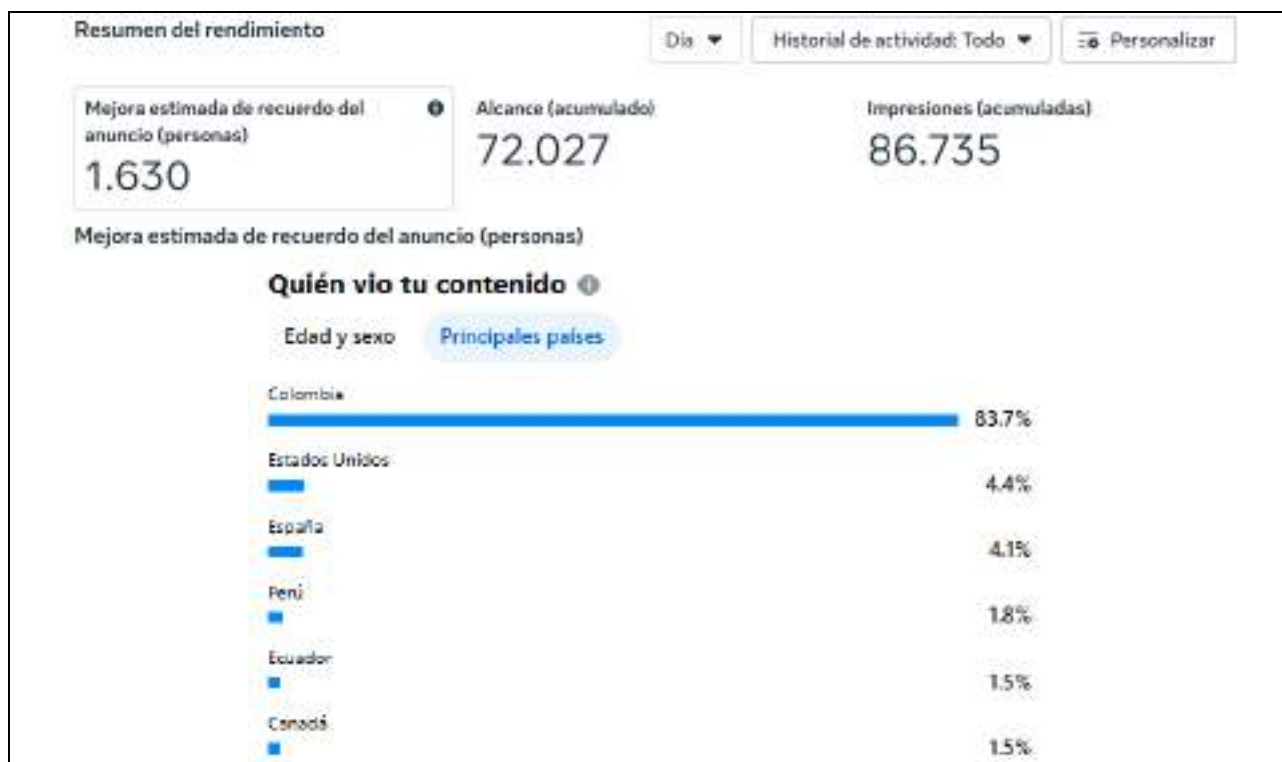 Resumen del rendimiento
Día
Historial de actividad: Todo
Personalizar
Mejora estimada de recuerdo del
anuncio (personas)
1.630
Alcance (acumulado)
72.027
Impresiones (acumuladas)
86.735
Mejora estimada de recuerdo del anuncio (personas)
Quién vio tu contenido
Edad y sexo
Principales países
Colombia
83.7%
Estados Unidos
4.4%
España
4.1%
Perú
1.8%
Ecuador
1.5%
Canadá
1.5%